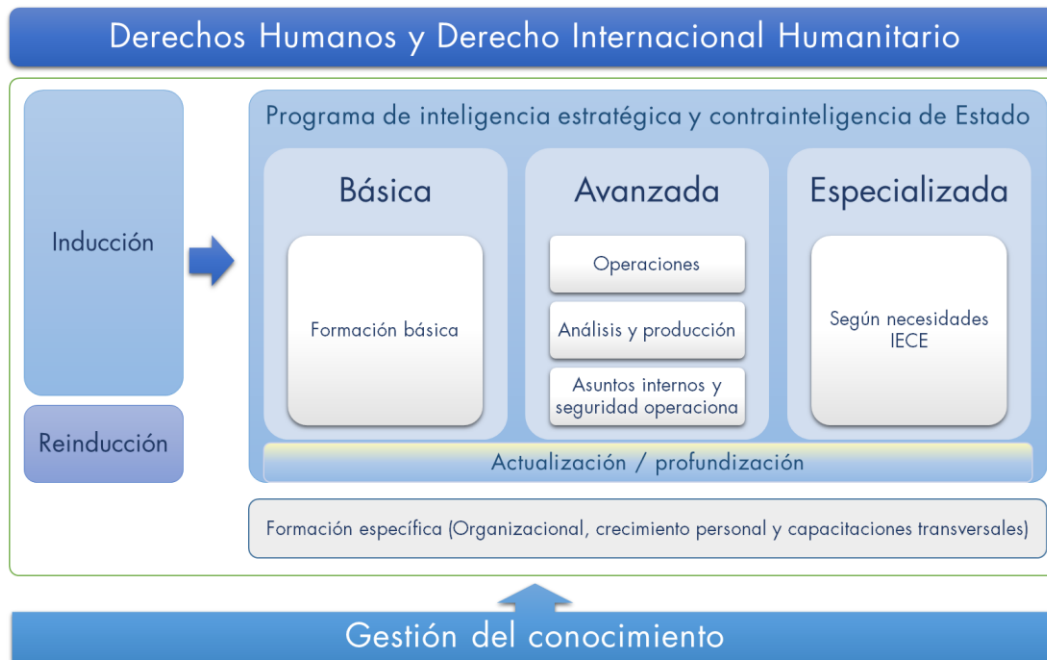 Derechos Humanos y Derecho Internacional Humanitario
Inducción
Reinducción
Programa de inteligencia estratégica y contrainteligencia de Estado
Básica
Formación básica
Avanzada
Operaciones
Análisis y producción
Asuntos internos y
seguridad operaciona
Especializada
Según necesidades
IECE
Actualización / profundización
Formación específica (Organizacional, crecimiento personal y capacitaciones transversales)
Gestión del conocimiento